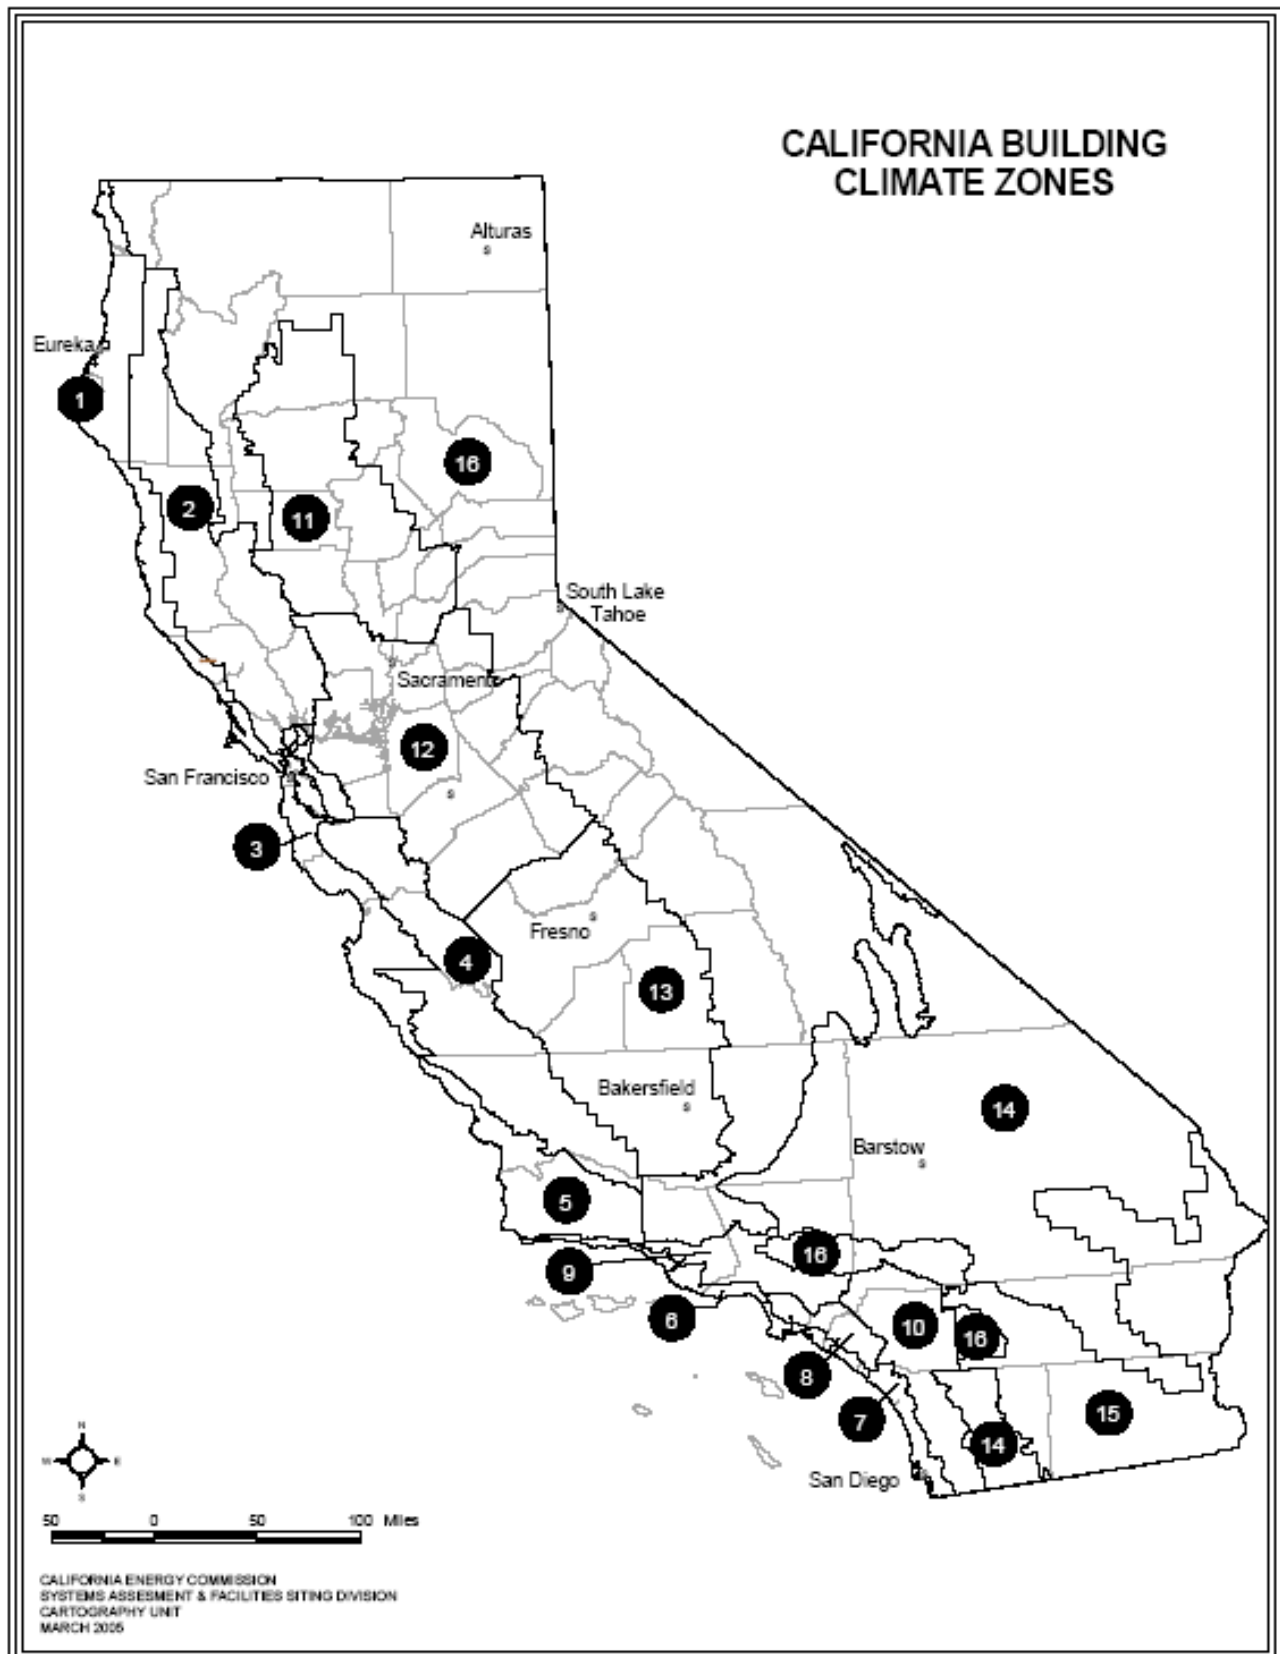 CALIFORNIA BUILDING
CLIMATE ZONES
Alturas
s
Eureka
1
16
2
11
South Lake
Tahoe
s
s
Sacramento
12
San Francisco
s
3
s
Fresno
4
13
Bakersfield
s
14
Barstow
s
5
16
9
6
10
16
8
7
15
14
San Diego
N
W
E
S
50 0 50 100 Miles
CALIFORNIA ENERGY COMMISSION
SYSTEMS ASSESMENT & FACILITIES SITING DIVISION
CARTOGRAPHY UNIT
MARCH 2005